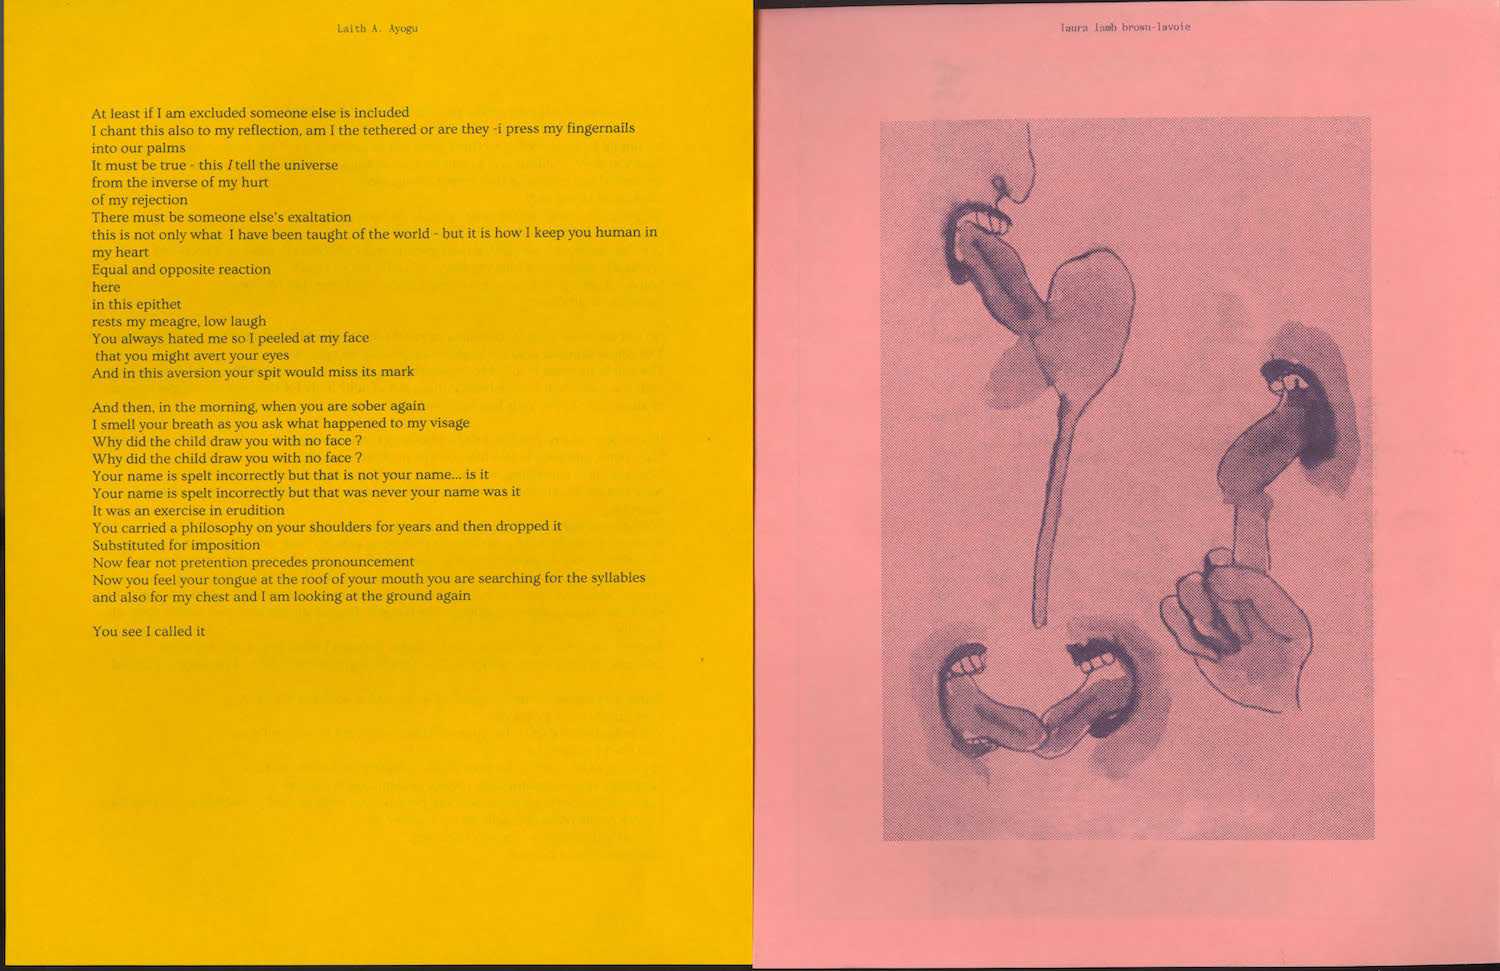 Laith A. Ayogu
At least if I am excluded someone else is included
I chant this also to my reflection, am I the tethered or are they -i press my fingernails
into our palms
It must be true - this I tell the universe
from the inverse of my hurt
of my rejection
There must be someone else's exaltation
this is not only what I have been taught of the world - but it is how I keep you human in
my heart
Equal and opposite reaction
here
in this epithet
rests my meagre, low laugh
You always hated me so I peeled at my face
that you might avert your eyes
And in this aversion your spit would miss its mark
And then, in the morning, when you are sober again
I smell your breath as you ask what happened to my visage
Why did the child draw you with no face ?
Why did the child draw you with no face ?
Your name is spelt incorrectly but that is not your name... is it
Your name is spelt incorrectly but that was never your name was it
It was an exercise in erudition
You carried a philosophy on your shoulders for years and then dropped it
Substituted for imposition
Now fear not pretention precedes pronouncement
Now you feel your tongue at the roof of your mouth you are searching for the syllables
and also for my chest and I am looking at the ground again
You see I called it
laura lamb brown-lavoie